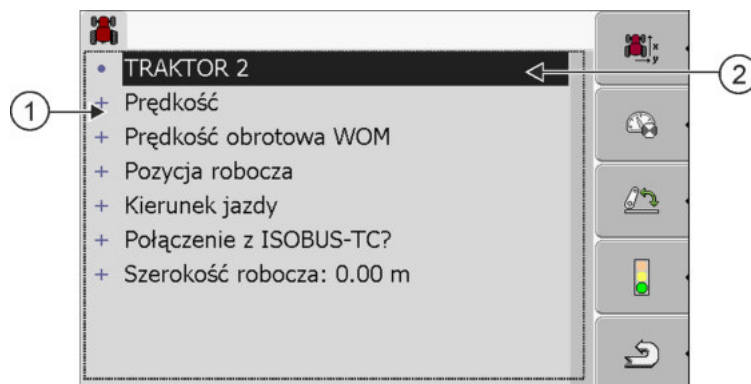 x
y
TRAKTOR 2
2
1
Prędkość
Prędkość obrotowa WOM
Pozycja robocza
Kierunek jazdy
Połączenie z ISOBUS-TC?
Szerokość robocza: 0.00 m